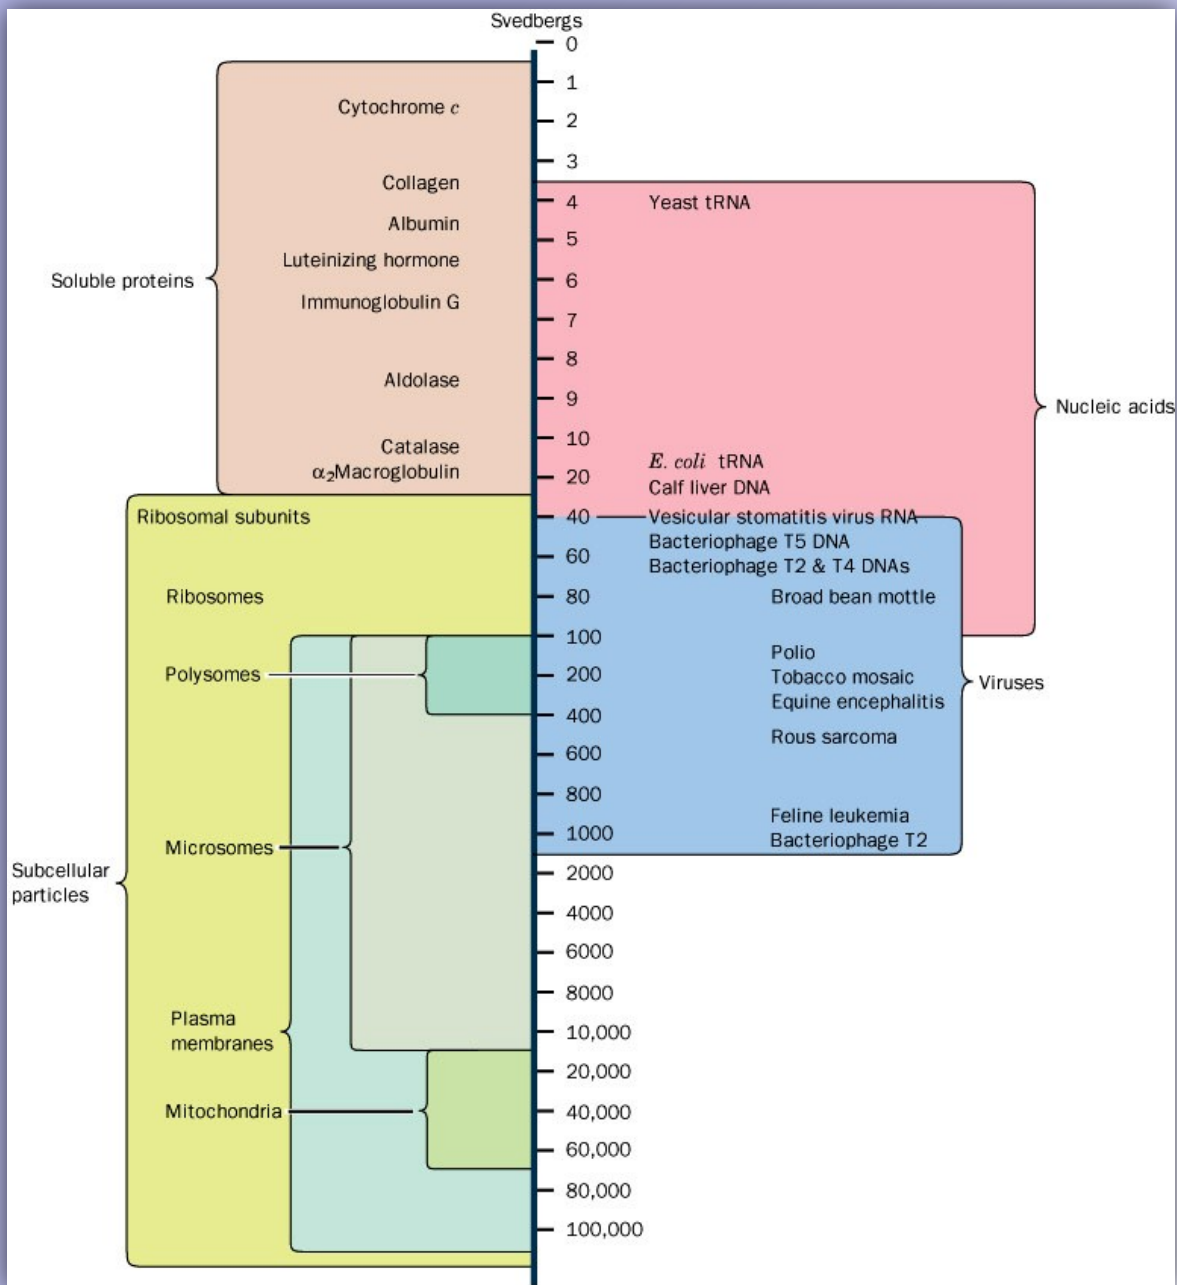 Svedbergs
0
1
Cytochrome c
2
3
Collagen
4
Yeast tRNA
Albumin
5
Luteinizing hormone
Soluble proteins
6
Immunoglobulin G
7
8
Aldolase
9
Nucleic acids
10
Catalase
E. coli tRNA
α₂Macroglobulin
20
Calf liver DNA
Ribosomal subunits
40
Vesicular stomatitis virus RNA
Bacteriophage T5 DNA
60
Bacteriophage T2 & T4 DNAs
Ribosomes
80
Broad bean mottle
100
Polio
Polysomes
200
Tobacco mosaic
Viruses
Equine encephalitis
400
Rous sarcoma
600
800
Feline leukemia
1000
Bacteriophage T2
Microsomes
Subcellular
particles
2000
4000
6000
8000
Plasma
membranes
10,000
20,000
Mitochondria
40,000
60,000
80,000
100,000